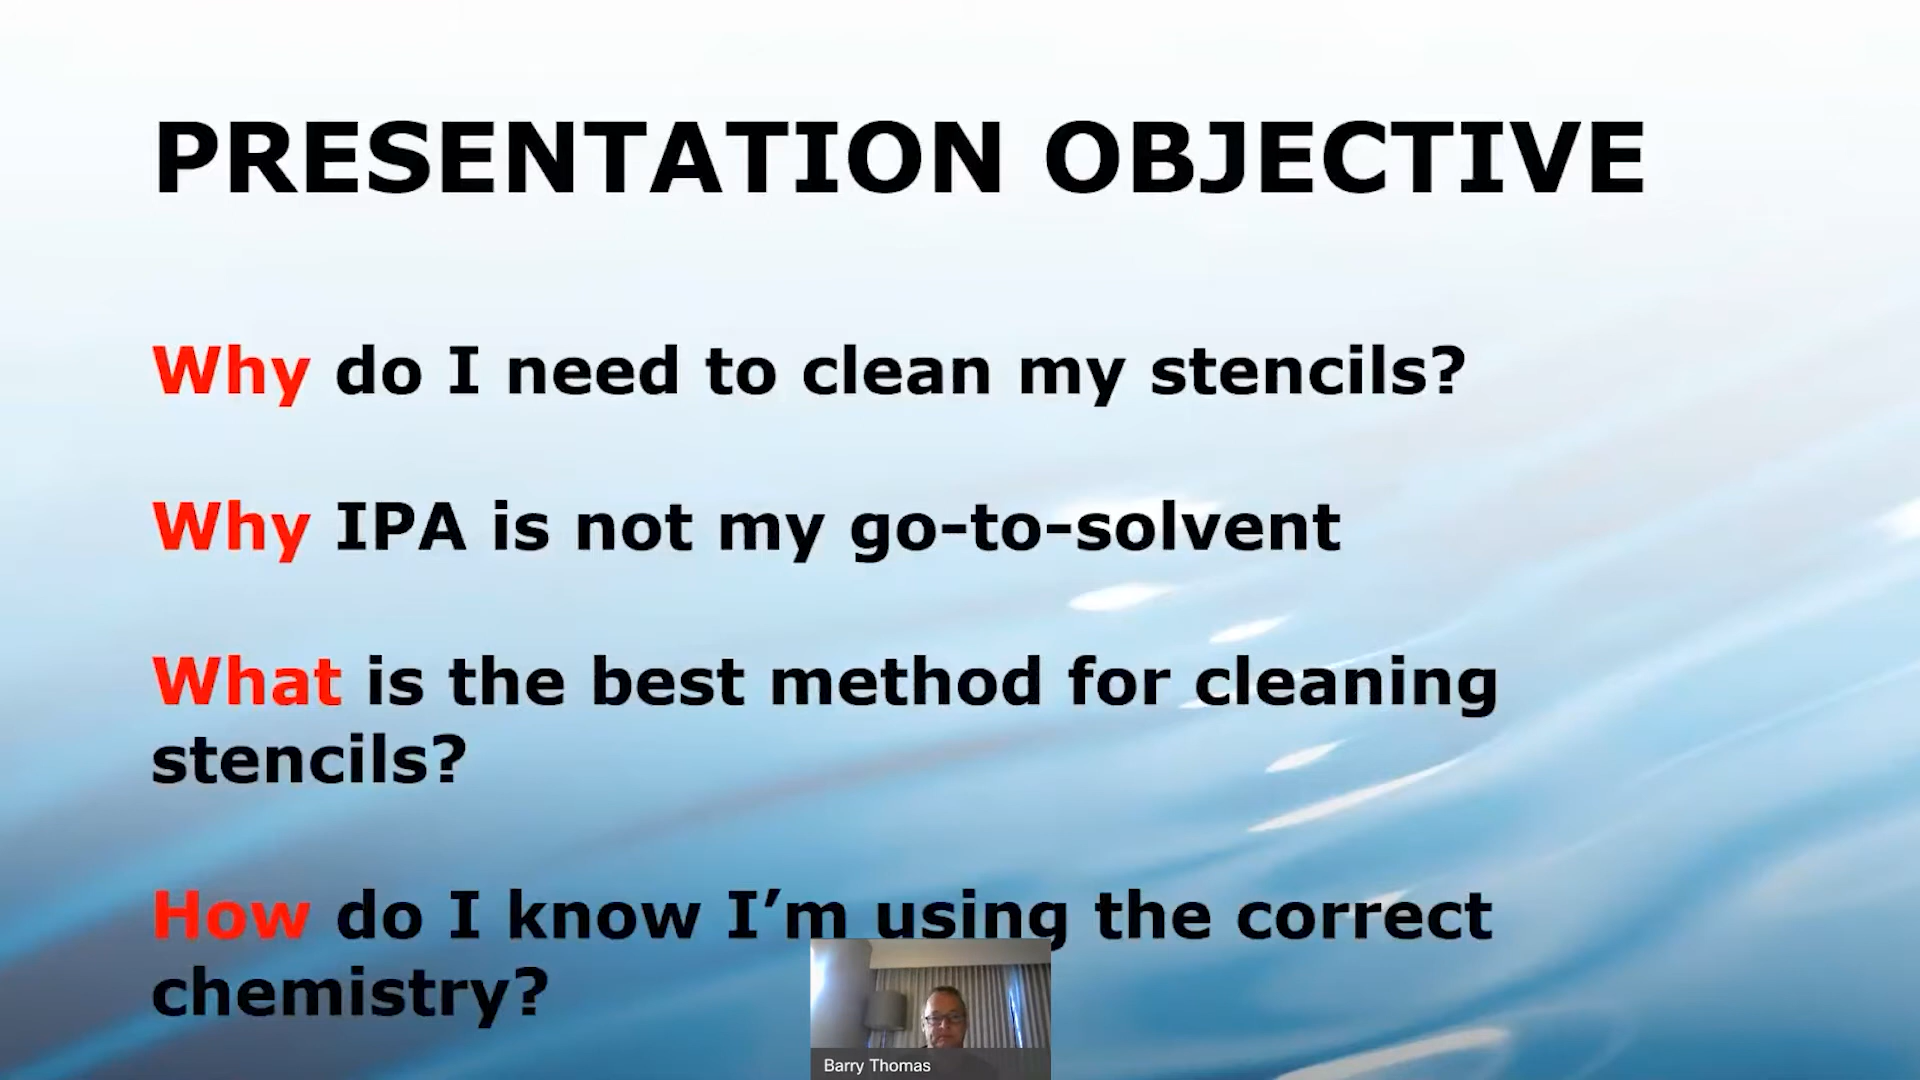 PRESENTATION OBJECTIVE
Why do I need to clean my stencils?
Why IPA is not my go-to-solvent
What is the best method for cleaning
stencils?
How do I know I’m using the correct
chemistry?
Barry Thomas